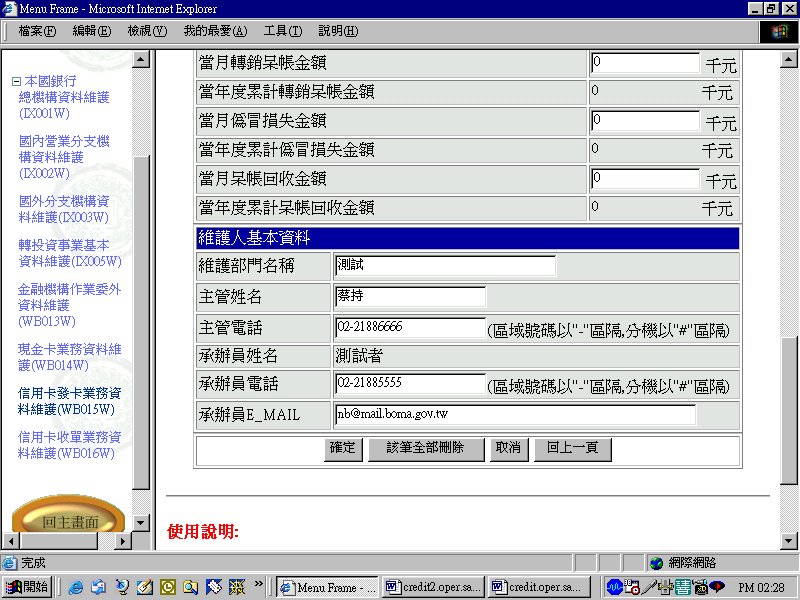 Menu Frame - Microsoft Internet Explorer
檔案(F) 編輯(E) 檢視(V) 我的最愛(A) 工具(T) 說明(H)
本國銀行
總機構資料維護
(IX001W)
國內營業分支機
構資料維護
(IX002W)
國外分支機構資
料維護(IX003W)
轉投資事業基本
資料維護(IX005W)
金融機構作業委外
資料維護
(WB013W)
現金卡業務資料維
護(WB014W)
信用卡發卡業務資
料維護(WB015W)
信用卡收單業務資
料維護(WB016W)
回主畫面
當月轉銷呆帳金額 0 千元
當年度累計轉銷呆帳金額 0 千元
當月偽冒損失金額 0 千元
當年度累計偽冒損失金額 0 千元
當月呆帳回收金額 0 千元
當年度累計呆帳回收金額 0 千元
維護人基本資料
維護部門名稱 測試
主管姓名 蔡持
主管電話 02-21886666 (區域號碼以"-"區隔,分機以"#"區隔)
承辦員姓名 測試者
承辦員電話 02-21885555 (區域號碼以"-"區隔,分機以"#"區隔)
承辦員E_MAIL nb@mail.boma.gov.tw
確定 該筆全部刪除 取消 回上一頁
使用說明:
完成 網際網路
開始 Menu Frame - ... credit2.oper.sa... credit.oper.sa... PM 02:28